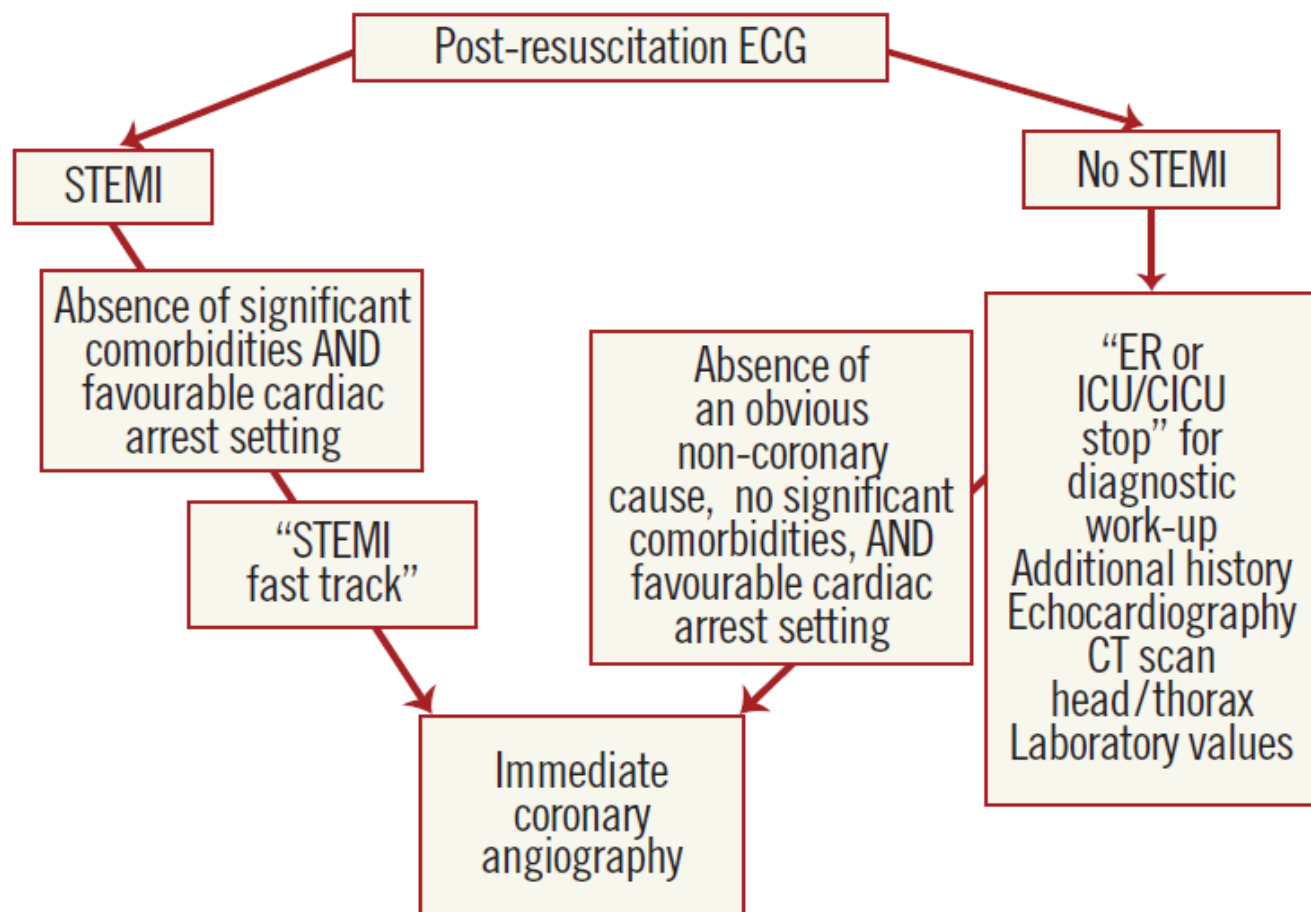 Post-resuscitation ECG
STEMI
No STEMI
Absence of significant
comorbidities AND
favourable cardiac
arrest setting
“STEMI
fast track”
Absence of
an obvious
non-coronary
cause, no significant
comorbidities, AND
favourable cardiac
arrest setting
“ER or
ICU/CICU
stop” for
diagnostic
work-up
Additional history
Echocardiography
CT scan
head/thorax
Laboratory values
Immediate
coronary
angiography